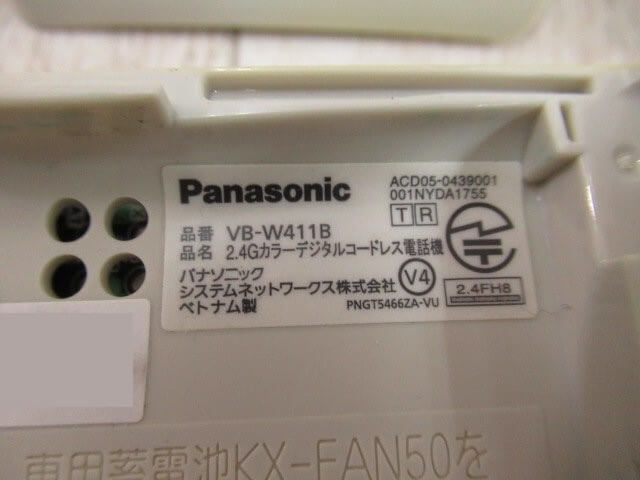 Panasonic
ACD05-0439001
001NYDA1755
T R
品番 VB-W411B
品名 2.4Gカラーデジタルコードレス電話機
パナソニック
システムネットワークス株式会社
V4
ベトナム製
PNGT5466ZA-VU
2.4FH8
専用蓄電池KX-FAN50を